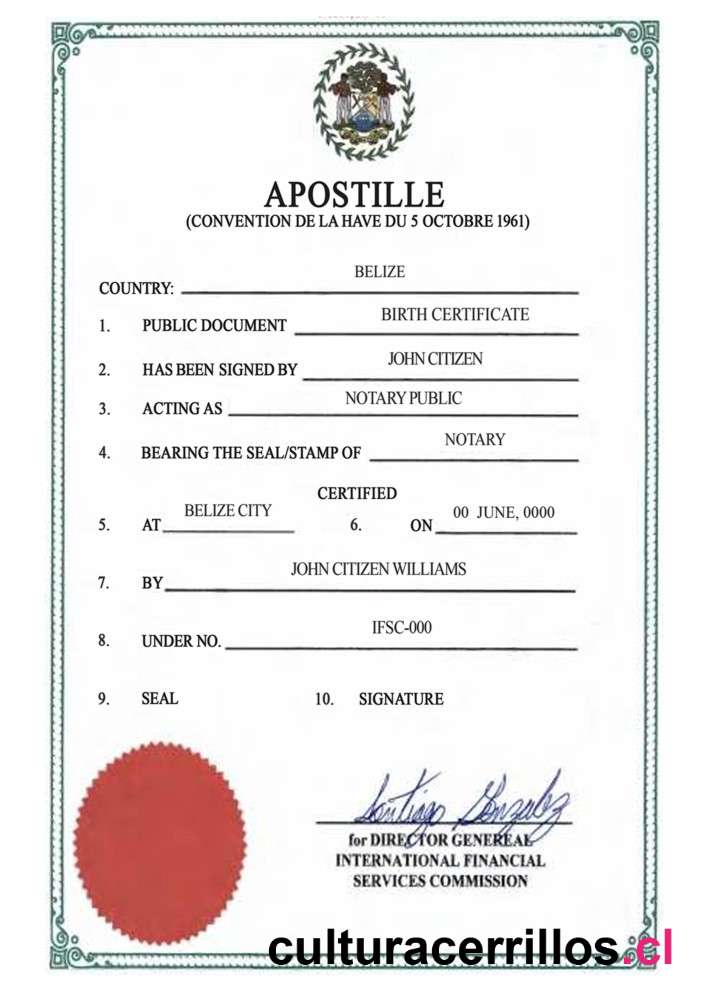 APOSTILLE
(CONVENTION DE LA HAVE DU 5 OCTOBRE 1961)
COUNTRY: BELIZE
1. PUBLIC DOCUMENT BIRTH CERTIFICATE
2. HAS BEEN SIGNED BY JOHN CITIZEN
3. ACTING AS NOTARY PUBLIC
4. BEARING THE SEAL/STAMP OF NOTARY
CERTIFIED
5. AT BELIZE CITY 6. ON 00 JUNE, 0000
7. BY JOHN CITIZEN WILLIAMS
8. UNDER NO. IFSC-000
9. SEAL 10. SIGNATURE
Santiago Gonzalez
for DIRECTOR GENEREAL
INTERNATIONAL FINANCIAL
SERVICES COMMISSION
culturacerrillos.cl